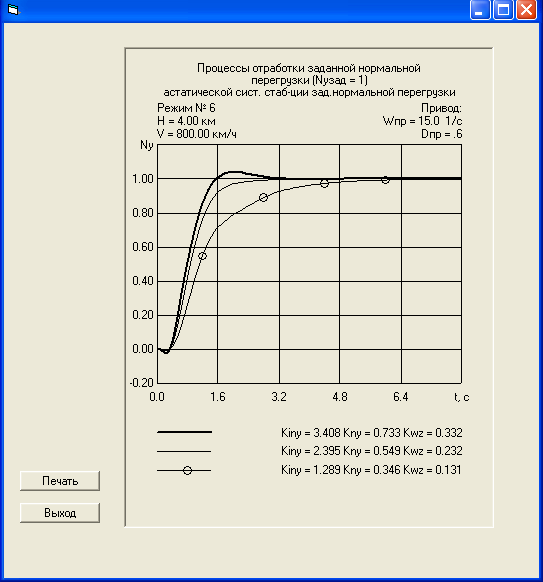 Процессы отработки заданной нормальной
перегрузки (Nyзад = 1)
астатической сист. стаб-ции зад.нормальной перегрузки
Режим № 6 Привод:
H = 4.00 км Wпр = 15.0 1/с
V = 800.00 км/ч Dпр = .6
Ny
1.00
0.80
0.60
0.40
0.20
0.00
-0.20
0.0 1.6 3.2 4.8 6.4 t, c
Kiny = 3.408 Kny = 0.733 Kwz = 0.332
Kiny = 2.395 Kny = 0.549 Kwz = 0.232
Kiny = 1.289 Kny = 0.346 Kwz = 0.131
Печать
Выход